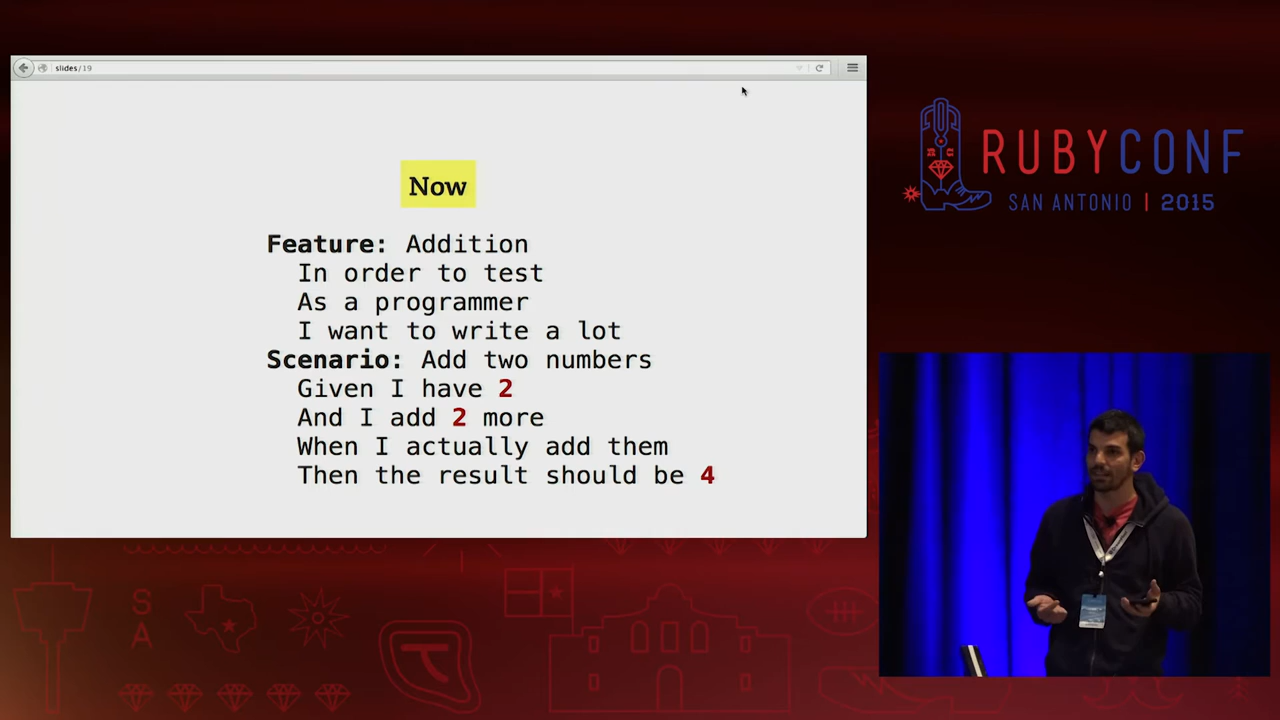 slides/19
Now
Feature: Addition
In order to test
As a programmer
I want to write a lot
Scenario: Add two numbers
Given I have 2
And I add 2 more
When I actually add them
Then the result should be 4
RUBYCONF
SAN ANTONIO | 2015
S
A